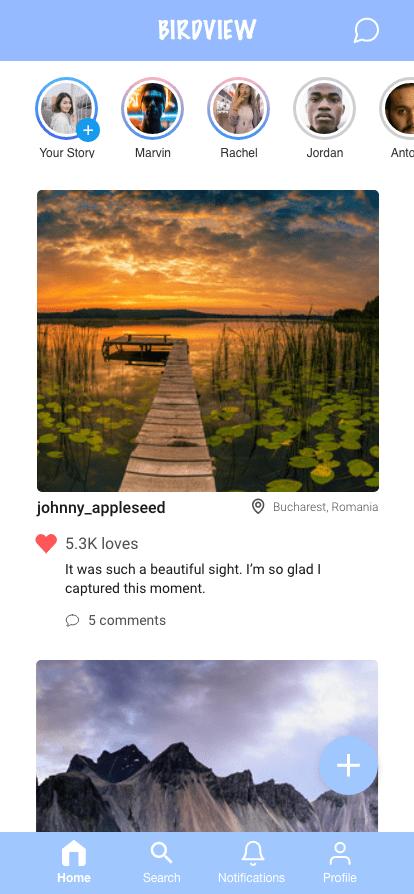 BIRDVIEW
Your Story
Marvin
Rachel
Jordan
Anto
johnny_appleseed
Bucharest, Romania
5.3K loves
It was such a beautiful sight. I’m so glad I
captured this moment.
5 comments
Home
Search
Notifications
Profile